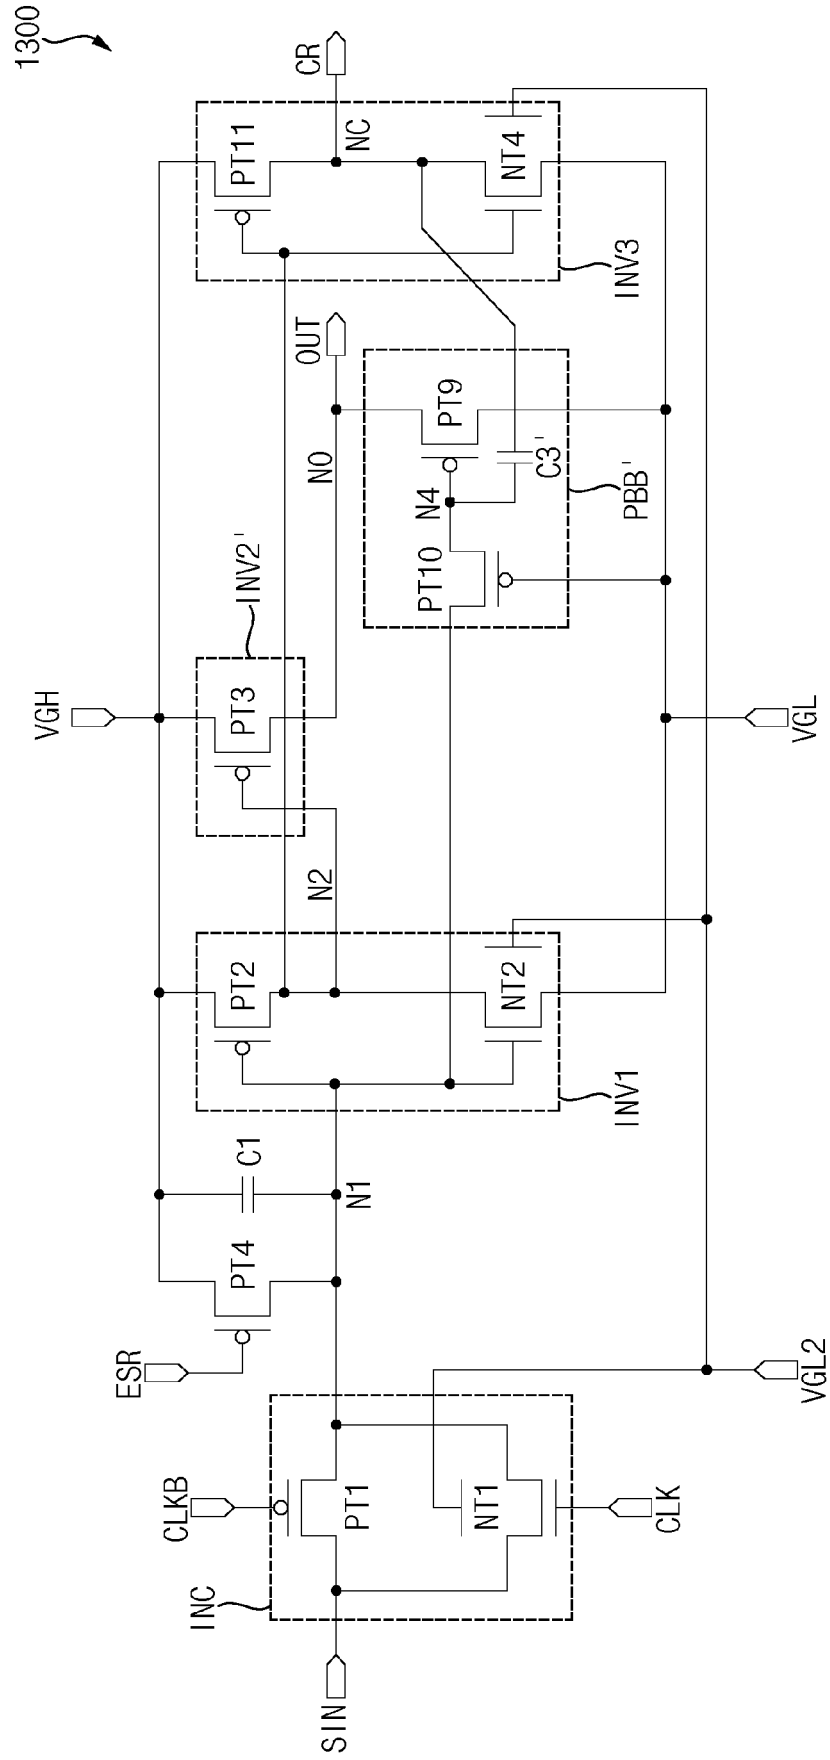 1300
VGH
ESR
CLKB
INC
SIN
PT1
NT1
CLK
VGL2
PT4
C1
N1
PT2
NT2
INV1
N2
INV2'
PT3
NO
OUT
PT10
N4
PT9
C3'
PBB'
VGL
PT11
NC
CR
NT4
INV3